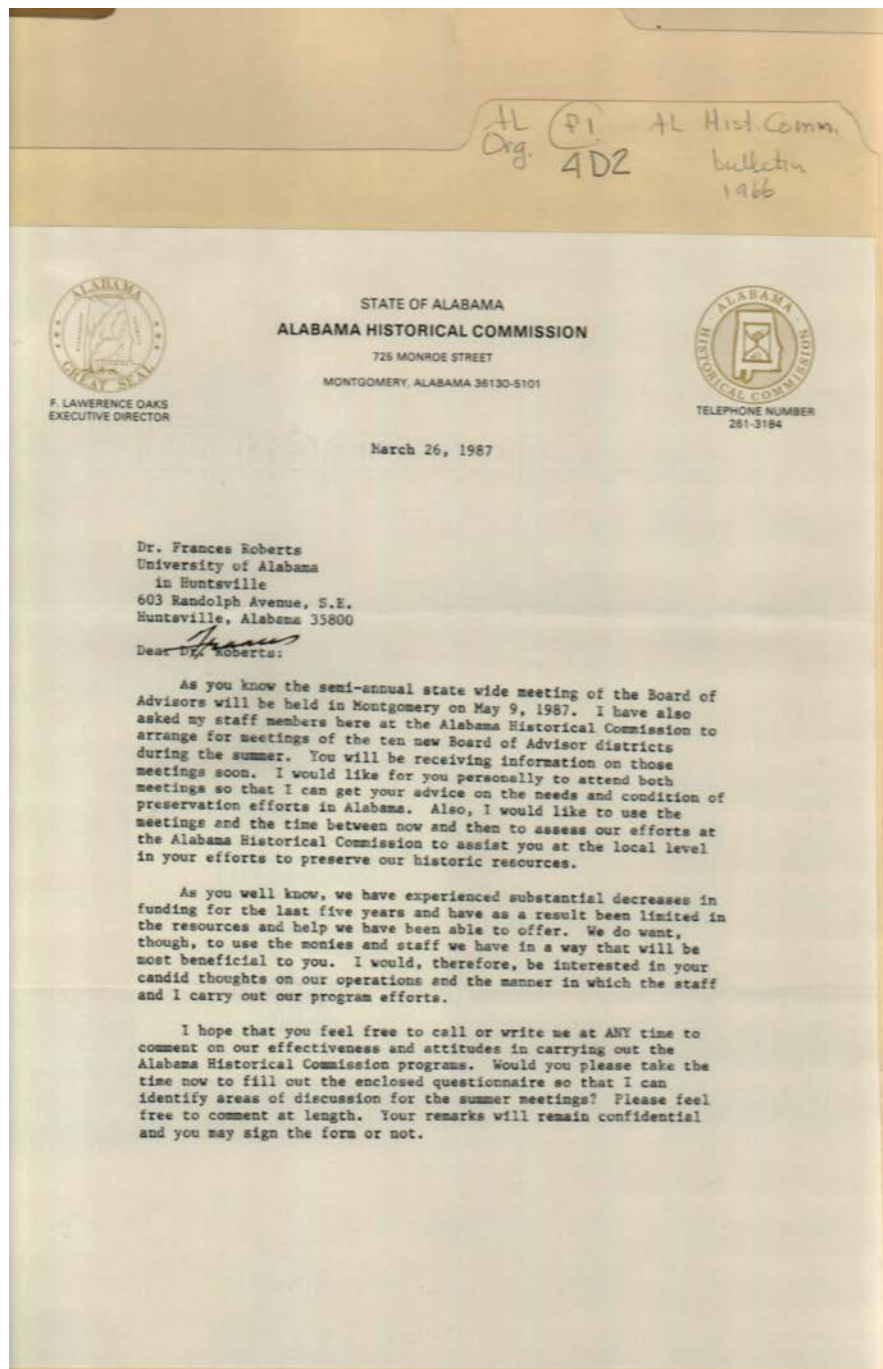 AL Org. F1 4D2 AL Hist. Comm. bulletin 1966
ALABAMA
GREAT SEAL
F. LAWERENCE OAKS
EXECUTIVE DIRECTOR
STATE OF ALABAMA
ALABAMA HISTORICAL COMMISSION
725 MONROE STREET
MONTGOMERY, ALABAMA 36130-5101
ALABAMA HISTORICAL COMMISSION
TELEPHONE NUMBER
261-3184
March 26, 1987
Dr. Frances Roberts
University of Alabama
in Huntsville
603 Randolph Avenue, S.E.
Huntsville, Alabama 35800
Frances
Dear Dr. Roberts:
As you know the semi-annual state wide meeting of the Board of
Advisors will be held in Montgomery on May 9, 1987. I have also
asked my staff members here at the Alabama Historical Commission to
arrange for meetings of the ten new Board of Advisor districts
during the summer. You will be receiving information on those
meetings soon. I would like for you personally to attend both
meetings so that I can get your advice on the needs and condition of
preservation efforts in Alabama. Also, I would like to use the
meetings and the time between now and then to assess our efforts at
the Alabama Historical Commission to assist you at the local level
in your efforts to preserve our historic resources.
As you well know, we have experienced substantial decreases in
funding for the last five years and have as a result been limited in
the resources and help we have been able to offer. We do want,
though, to use the monies and staff we have in a way that will be
most beneficial to you. I would, therefore, be interested in your
candid thoughts on our operations and the manner in which the staff
and I carry out our program efforts.
I hope that you feel free to call or write me at ANY time to
comment on our effectiveness and attitudes in carrying out the
Alabama Historical Commission programs. Would you please take the
time now to fill out the enclosed questionnaire so that I can
identify areas of discussion for the summer meetings? Please feel
free to comment at length. Your remarks will remain confidential
and you may sign the form or not.